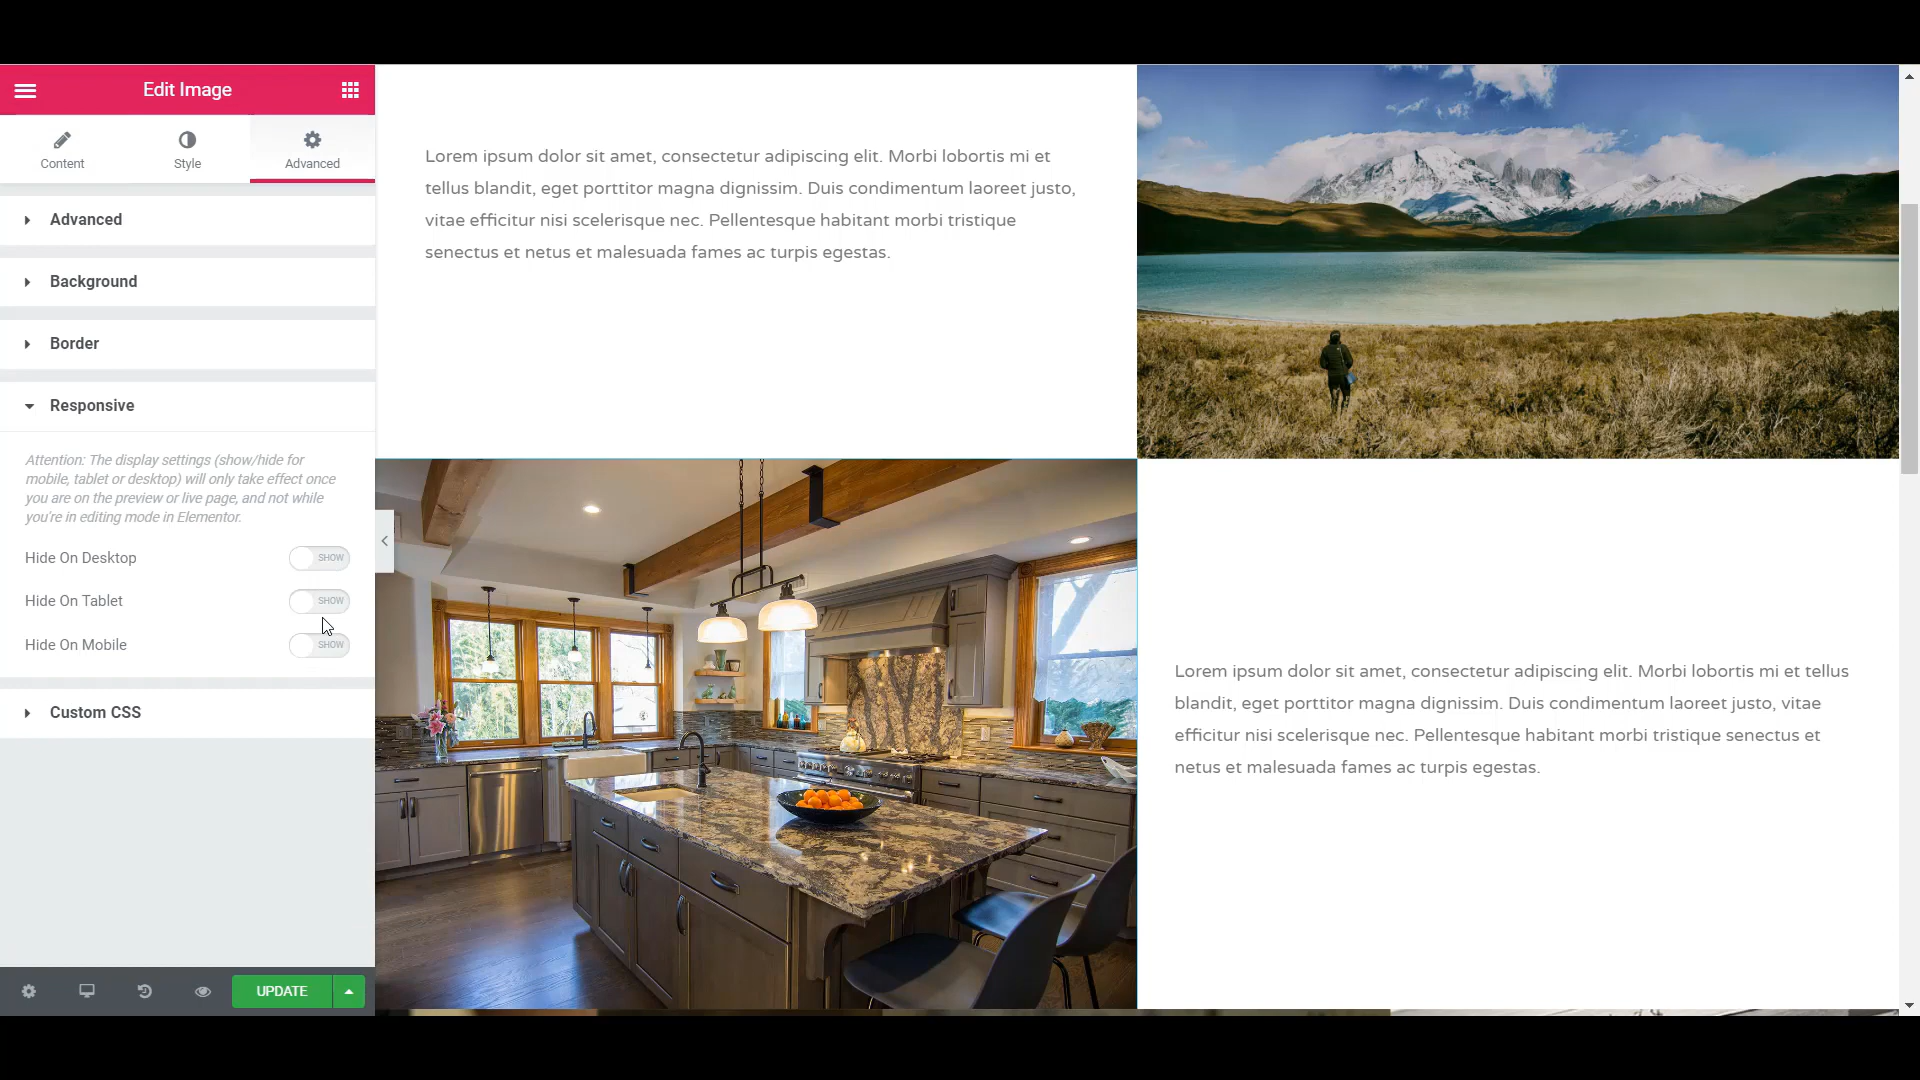 Edit Image
Content
Style
Advanced
Advanced
Background
Border
Responsive
Attention: The display settings (show/hide for
mobile, tablet or desktop) will only take effect once
you are on the preview or live page, and not while
you're in editing mode in Elementor.
Hide On Desktop
SHOW
Hide On Tablet
SHOW
Hide On Mobile
SHOW
Custom CSS
UPDATE
Lorem ipsum dolor sit amet, consectetur adipiscing elit. Morbi lobortis mi et
tellus blandit, eget porttitor magna dignissim. Duis condimentum laoreet justo,
vitae efficitur nisi scelerisque nec. Pellentesque habitant morbi tristique
senectus et netus et malesuada fames ac turpis egestas.
Lorem ipsum dolor sit amet, consectetur adipiscing elit. Morbi lobortis mi et tellus
blandit, eget porttitor magna dignissim. Duis condimentum laoreet justo, vitae
efficitur nisi scelerisque nec. Pellentesque habitant morbi tristique senectus et
netus et malesuada fames ac turpis egestas.